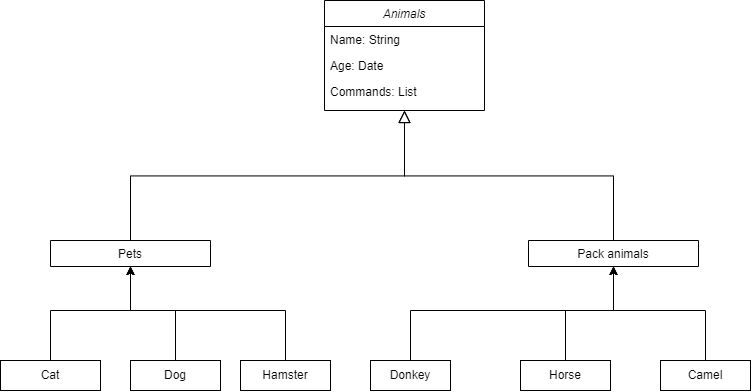 Animals
Name: String
Age: Date
Commands: List
Pets
Pack animals
Cat
Dog
Hamster
Donkey
Horse
Camel